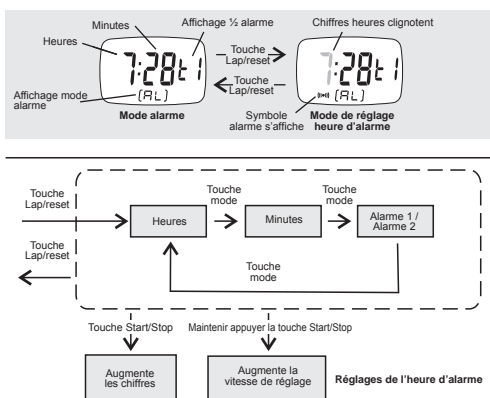 Minutes
Affichage ½ alarme
Chiffres heures clignotent
Heures
7:28t1
Touche
Lap/reset
7:28t1
Touche
Lap/reset
Affichage mode
alarme
(AL)
(AL)
Mode alarme
Symbole
alarme s'affiche
Mode de réglage
heure d'alarme
Touche
Lap/reset
Touche
mode
Touche
mode
Heures
Minutes
Alarme 1 /
Alarme 2
Touche
Lap/reset
Touche
mode
Touche Start/Stop
Maintenir appuyer la touche Start/Stop
Augmente
les chiffres
Augmente la
vitesse de réglage
Réglages de l'heure d'alarme